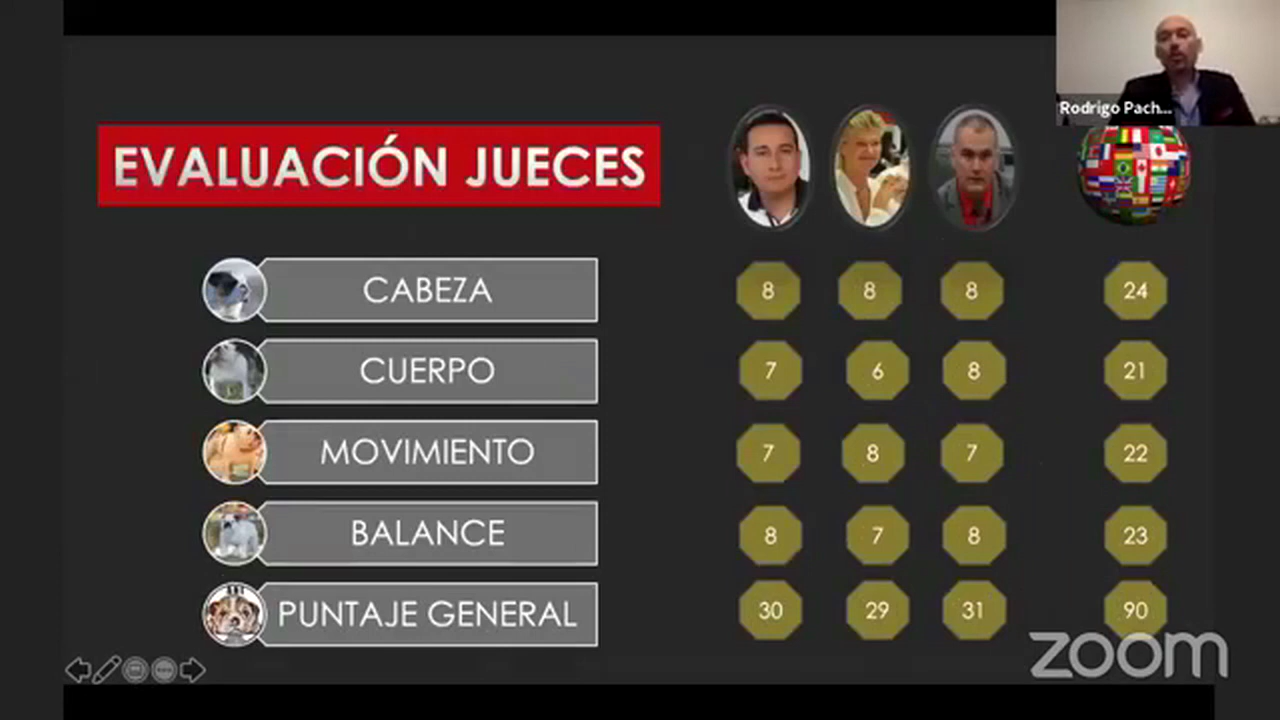 Rodrigo Pach...
EVALUACIÓN JUECES
CABEZA 8 8 8 24
CUERPO 7 6 8 21
MOVIMIENTO 7 8 7 22
BALANCE 8 7 8 23
PUNTAJE GENERAL 30 29 31 90
zoom